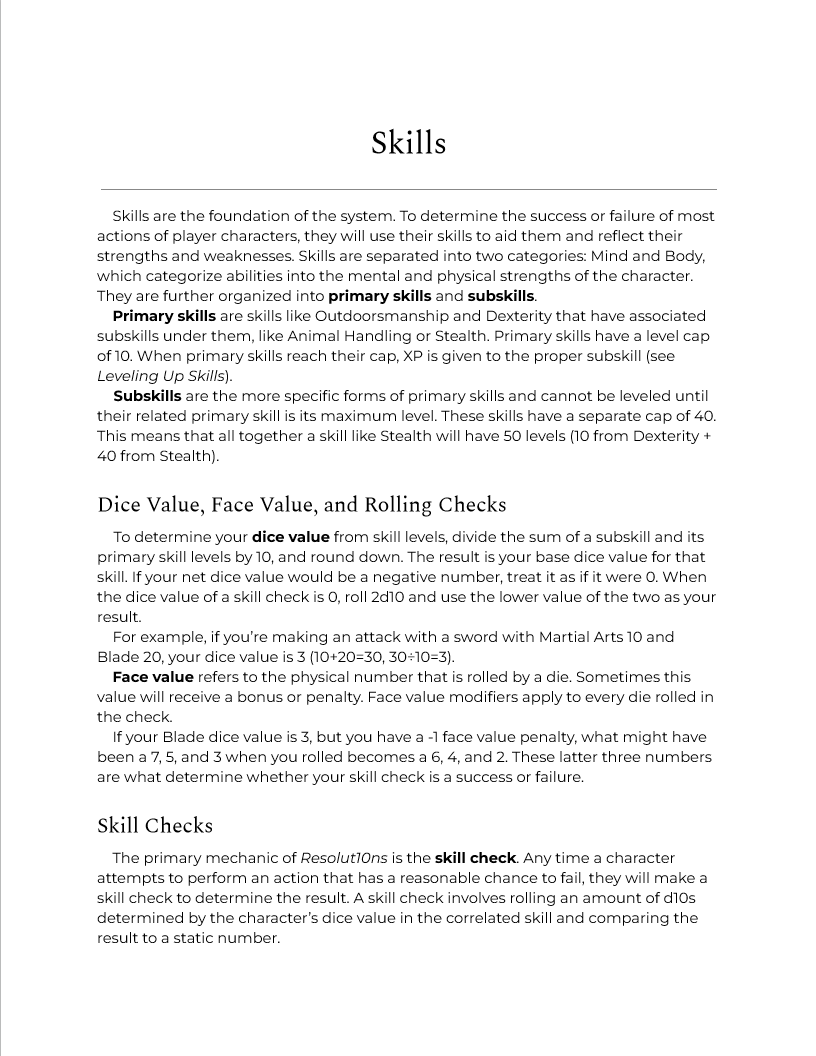 Skills
Skills are the foundation of the system. To determine the success or failure of most
actions of player characters, they will use their skills to aid them and reflect their
strengths and weaknesses. Skills are separated into two categories: Mind and Body,
which categorize abilities into the mental and physical strengths of the character.
They are further organized into primary skills and subskills.
Primary skills are skills like Outdoorsmanship and Dexterity that have associated
subskills under them, like Animal Handling or Stealth. Primary skills have a level cap
of 10. When primary skills reach their cap, XP is given to the proper subskill (see
Leveling Up Skills).
Subskills are the more specific forms of primary skills and cannot be leveled until
their related primary skill is its maximum level. These skills have a separate cap of 40.
This means that all together a skill like Stealth will have 50 levels (10 from Dexterity +
40 from Stealth).
Dice Value, Face Value, and Rolling Checks
To determine your dice value from skill levels, divide the sum of a subskill and its
primary skill levels by 10, and round down. The result is your base dice value for that
skill. If your net dice value would be a negative number, treat it as if it were 0. When
the dice value of a skill check is 0, roll 2d10 and use the lower value of the two as your
result.
For example, if you're making an attack with a sword with Martial Arts 10 and
Blade 20, your dice value is 3 (10+20=30, 30÷10=3).
Face value refers to the physical number that is rolled by a die. Sometimes this
value will receive a bonus or penalty. Face value modifiers apply to every die rolled in
the check.
If your Blade dice value is 3, but you have a -1 face value penalty, what might have
been a 7, 5, and 3 when you rolled becomes a 6, 4, and 2. These latter three numbers
are what determine whether your skill check is a success or failure.
Skill Checks
The primary mechanic of Resolut10ns is the skill check. Any time a character
attempts to perform an action that has a reasonable chance to fail, they will make a
skill check to determine the result. A skill check involves rolling an amount of d10s
determined by the character's dice value in the correlated skill and comparing the
result to a static number.